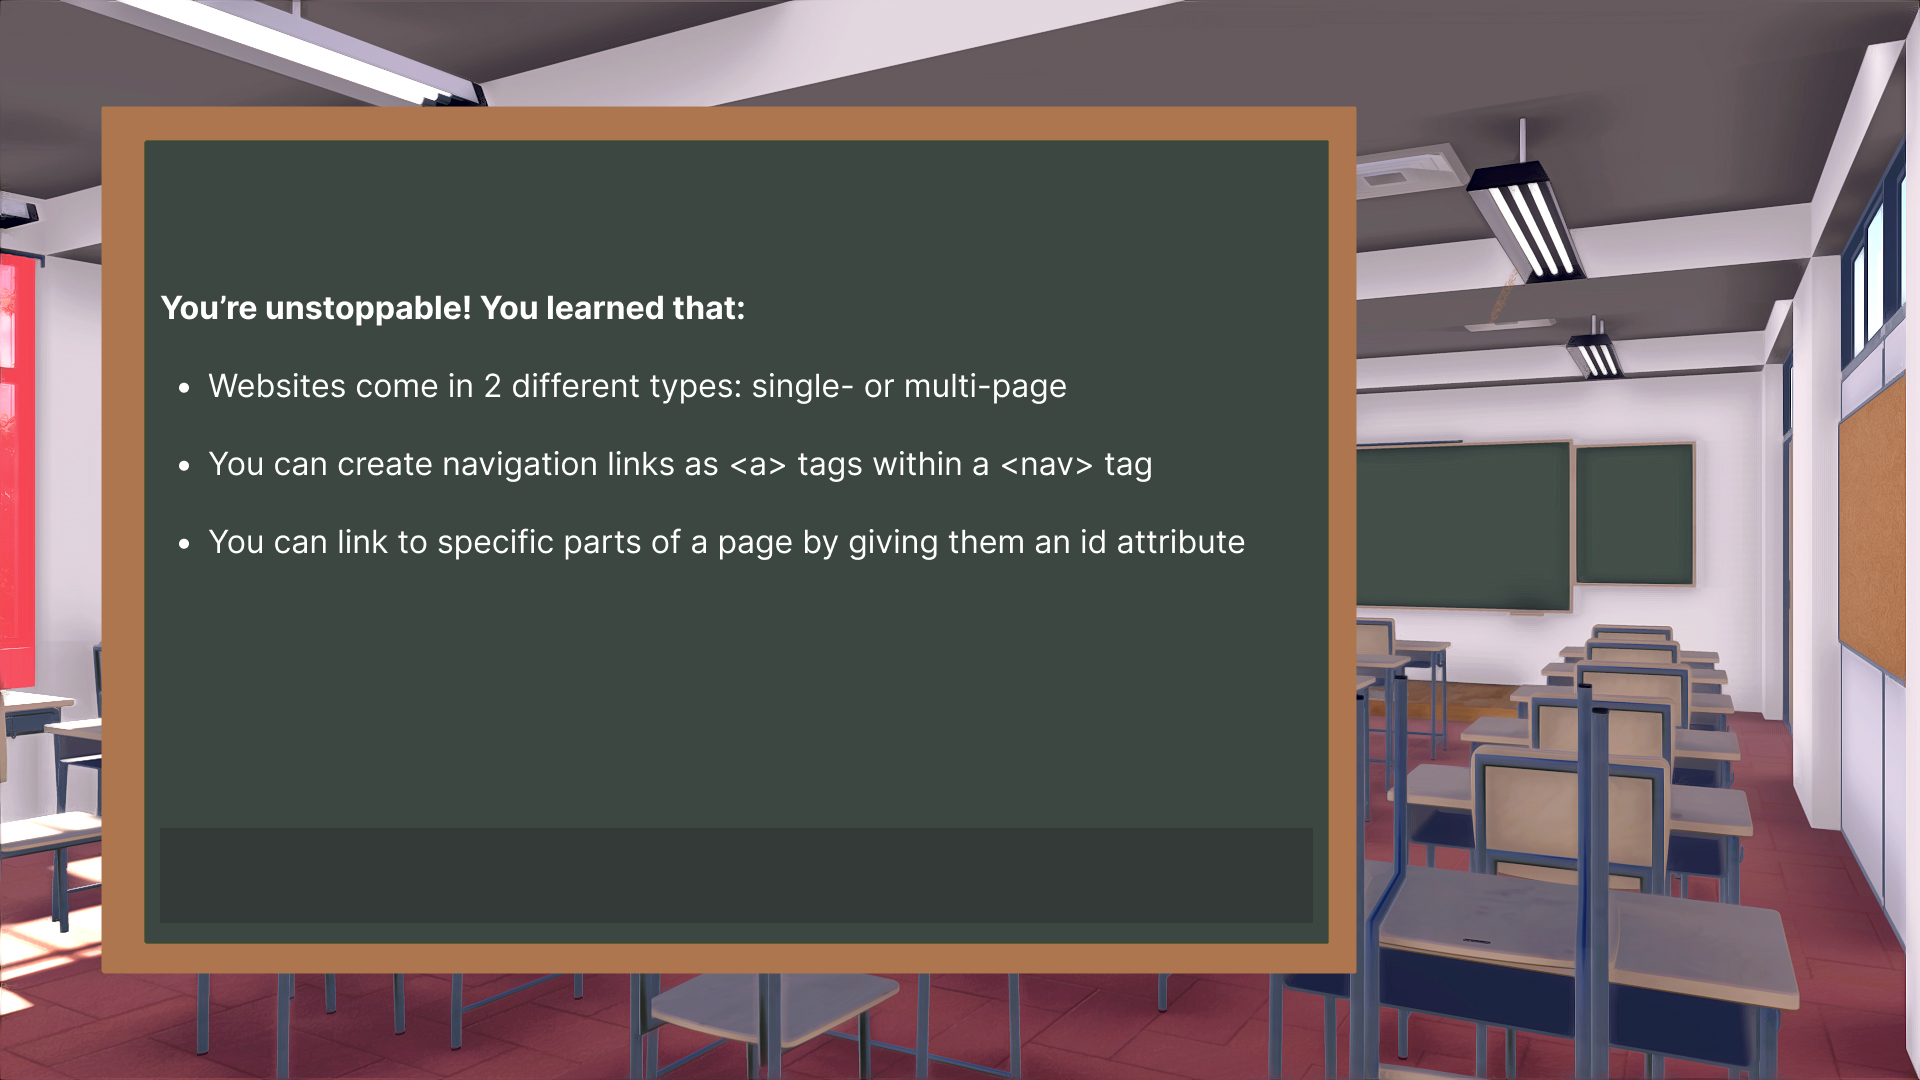 You’re unstoppable! You learned that:
• Websites come in 2 different types: single- or multi-page
• You can create navigation links as <a> tags within a <nav> tag
• You can link to specific parts of a page by giving them an id attribute